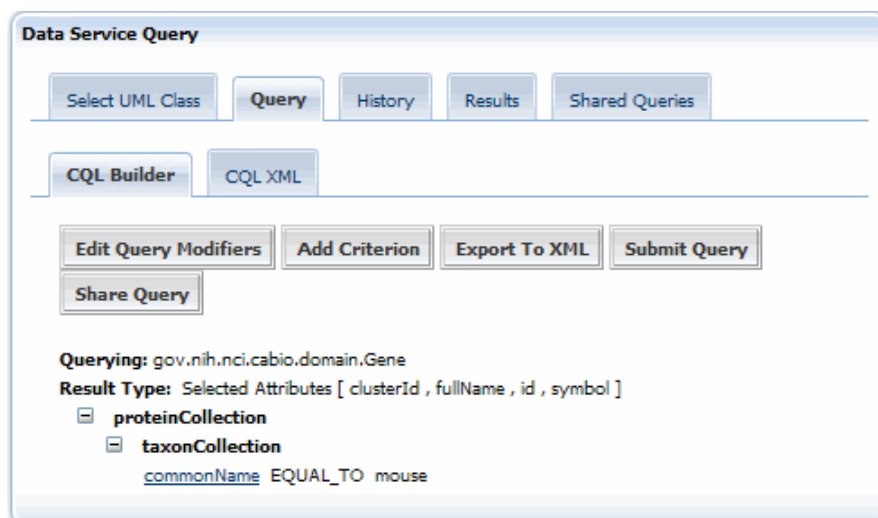 Data Service Query
Select UML Class Query History Results Shared Queries
CQL Builder CQL XML
Edit Query Modifiers Add Criterion Export To XML Submit Query
Share Query
Querying: gov.nih.nci.cabio.domain.Gene
Result Type: Selected Attributes [ clusterId , fullName , id , symbol ]
proteinCollection
taxonCollection
commonName EQUAL_TO mouse